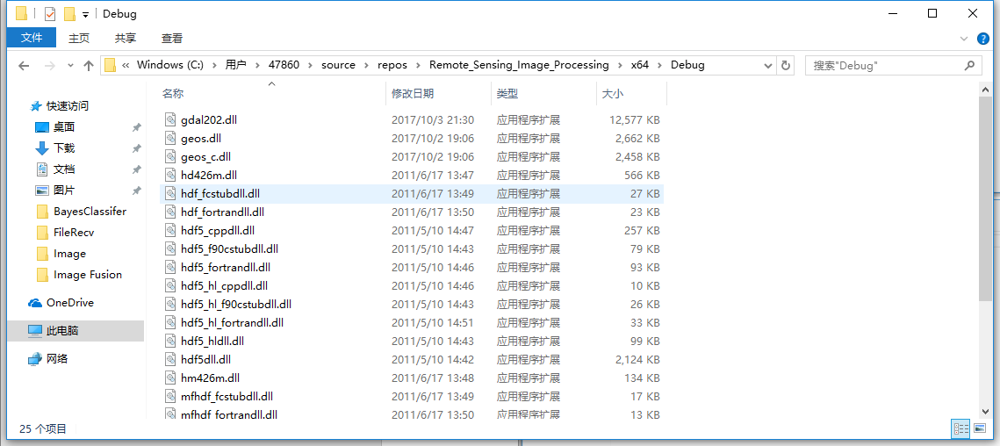 Debug
文件 主页 共享 查看
« Windows (C:) › 用户 › 47860 › source › repos › Remote_Sensing_Image_Processing › x64 › Debug
搜索"Debug"
快速访问
桌面
下载
文档
图片
BayesClassifer
FileRecv
Image
Image Fusion
OneDrive
此电脑
网络
名称 修改日期 类型 大小
gdal202.dll 2017/10/3 21:30 应用程序扩展 12,577 KB
geos.dll 2017/10/2 19:06 应用程序扩展 2,662 KB
geos_c.dll 2017/10/2 19:06 应用程序扩展 2,458 KB
hd426m.dll 2011/6/17 13:47 应用程序扩展 566 KB
hdf_fcstubdll.dll 2011/6/17 13:49 应用程序扩展 27 KB
hdf_fortrandll.dll 2011/6/17 13:50 应用程序扩展 23 KB
hdf5_cppdll.dll 2011/5/10 14:47 应用程序扩展 257 KB
hdf5_f90cstubdll.dll 2011/5/10 14:43 应用程序扩展 79 KB
hdf5_fortrandll.dll 2011/5/10 14:46 应用程序扩展 93 KB
hdf5_hl_cppdll.dll 2011/5/10 14:46 应用程序扩展 10 KB
hdf5_hl_f90cstubdll.dll 2011/5/10 14:43 应用程序扩展 26 KB
hdf5_hl_fortrandll.dll 2011/5/10 14:51 应用程序扩展 33 KB
hdf5_hldll.dll 2011/5/10 14:43 应用程序扩展 99 KB
hdf5dll.dll 2011/5/10 14:42 应用程序扩展 2,124 KB
hm426m.dll 2011/6/17 13:48 应用程序扩展 134 KB
mfhdf_fcstubdll.dll 2011/6/17 13:49 应用程序扩展 17 KB
mfhdf_fortrandll.dll 2011/6/17 13:50 应用程序扩展 13 KB
25 个项目